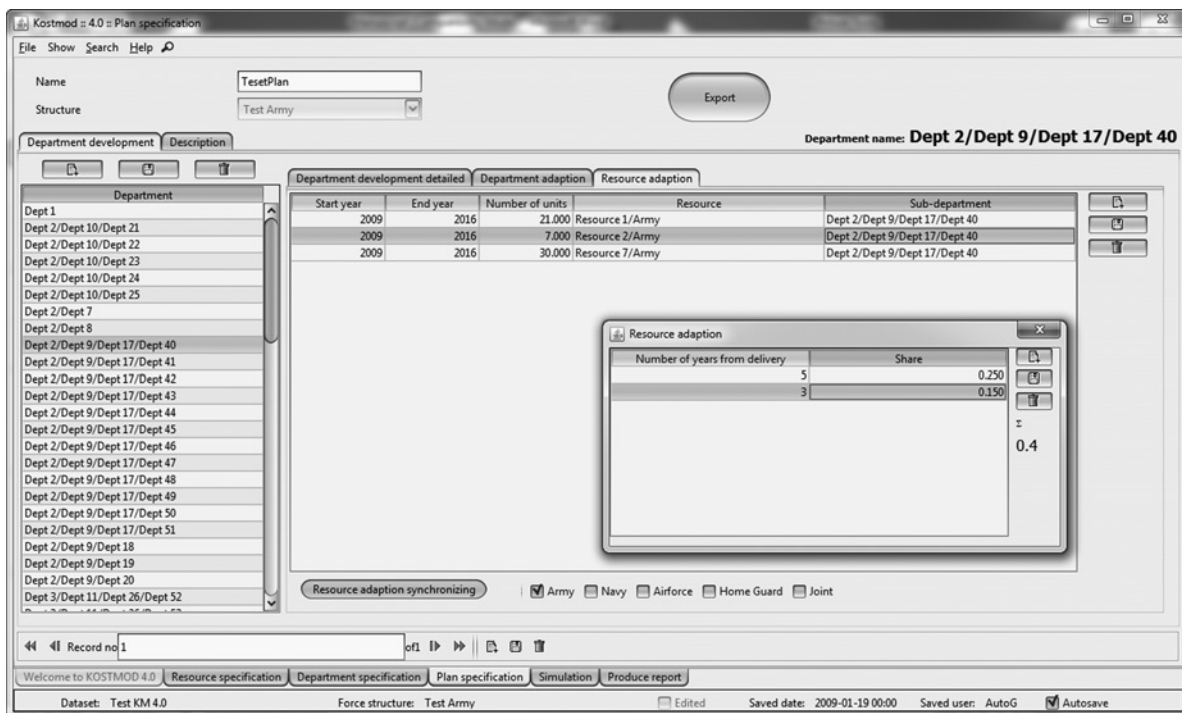 Kostmod :: 4.0 :: Plan specification
File Show Search Help
Name TesetPlan
Structure Test Army
Export
Department development Description
Department name: Dept 2/Dept 9/Dept 17/Dept 40
Department development detailed Department adaption Resource adaption
Department
Dept 1
Dept 2/Dept 10/Dept 21
Dept 2/Dept 10/Dept 22
Dept 2/Dept 10/Dept 23
Dept 2/Dept 10/Dept 24
Dept 2/Dept 10/Dept 25
Dept 2/Dept 7
Dept 2/Dept 8
Dept 2/Dept 9/Dept 17/Dept 40
Dept 2/Dept 9/Dept 17/Dept 41
Dept 2/Dept 9/Dept 17/Dept 42
Dept 2/Dept 9/Dept 17/Dept 43
Dept 2/Dept 9/Dept 17/Dept 44
Dept 2/Dept 9/Dept 17/Dept 45
Dept 2/Dept 9/Dept 17/Dept 46
Dept 2/Dept 9/Dept 17/Dept 47
Dept 2/Dept 9/Dept 17/Dept 48
Dept 2/Dept 9/Dept 17/Dept 49
Dept 2/Dept 9/Dept 17/Dept 50
Dept 2/Dept 9/Dept 17/Dept 51
Dept 2/Dept 9/Dept 18
Dept 2/Dept 9/Dept 19
Dept 2/Dept 9/Dept 20
Dept 3/Dept 11/Dept 26/Dept 52
Start year End year Number of units Resource Sub-department
2009 2016 21.000 Resource 1/Army Dept 2/Dept 9/Dept 17/Dept 40
2009 2016 7.000 Resource 2/Army Dept 2/Dept 9/Dept 17/Dept 40
2009 2016 30.000 Resource 7/Army Dept 2/Dept 9/Dept 17/Dept 40
Resource adaption
Number of years from delivery Share
5 0.250
3 0.150
Σ
0.4
Resource adaption synchronizing Army Navy Airforce Home Guard Joint
Record no 1 of1
Welcome to KOSTMOD 4.0 Resource specification Department specification Plan specification Simulation Produce report
Dataset: Test KM 4.0 Force structure: Test Army Edited Saved date: 2009-01-19 00:00 Saved user: AutoG Autosave